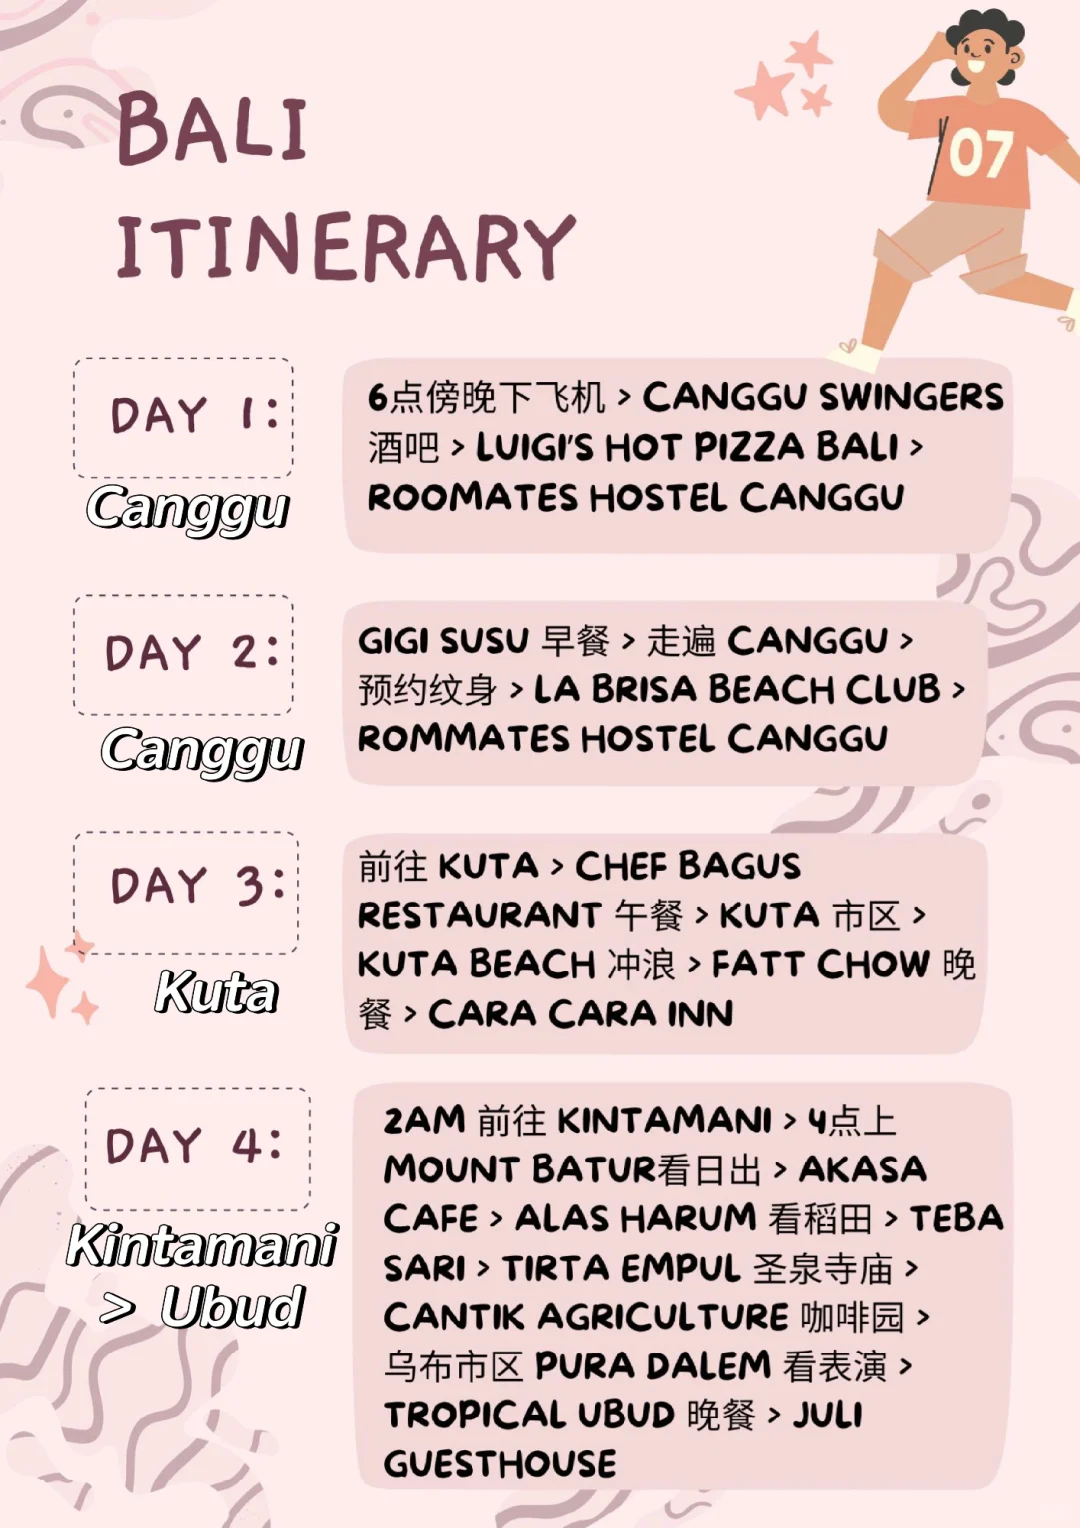 BALI
ITINERARY
07
DAY 1:
Canggu
6点傍晚下飞机 > CANGGU SWINGERS
酒吧 > LUIGI'S HOT PIZZA BALI >
ROOMATES HOSTEL CANGGU
DAY 2:
Canggu
GIGI SUSU 早餐 > 走遍 CANGGU >
预约纹身 > LA BRISA BEACH CLUB >
ROMMATES HOSTEL CANGGU
DAY 3:
Kuta
前往 KUTA > CHEF BAGUS
RESTAURANT 午餐 > KUTA 市区 >
KUTA BEACH 冲浪 > FATT CHOW 晚
餐 > CARA CARA INN
DAY 4:
Kintamani
> Ubud
2AM 前往 KINTAMANI > 4点上
MOUNT BATUR看日出 > AKASA
CAFE > ALAS HARUM 看稻田 > TEBA
SARI > TIRTA EMPUL 圣泉寺庙 >
CANTIK AGRICULTURE 咖啡园 >
乌布市区 PURA DALEM 看表演 >
TROPICAL UBUD 晚餐 > JULI
GUESTHOUSE